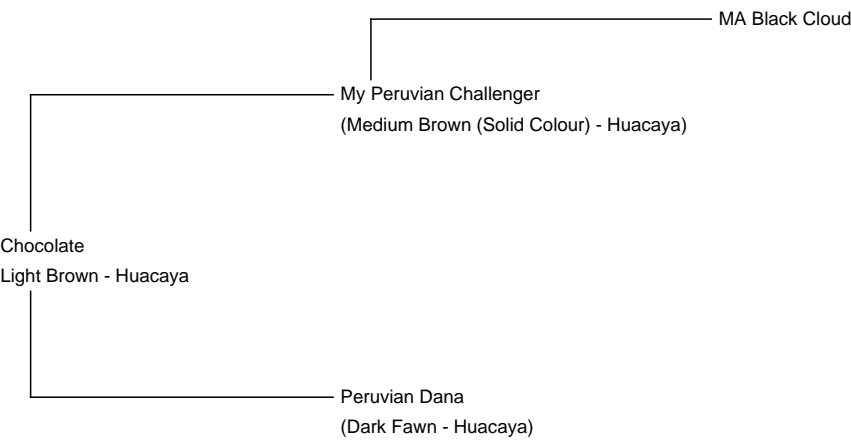 MA Black Cloud
My Peruvian Challenger
(Medium Brown (Solid Colour) - Huacaya)
Chocolate
Light Brown - Huacaya
Peruvian Dana
(Dark Fawn - Huacaya)